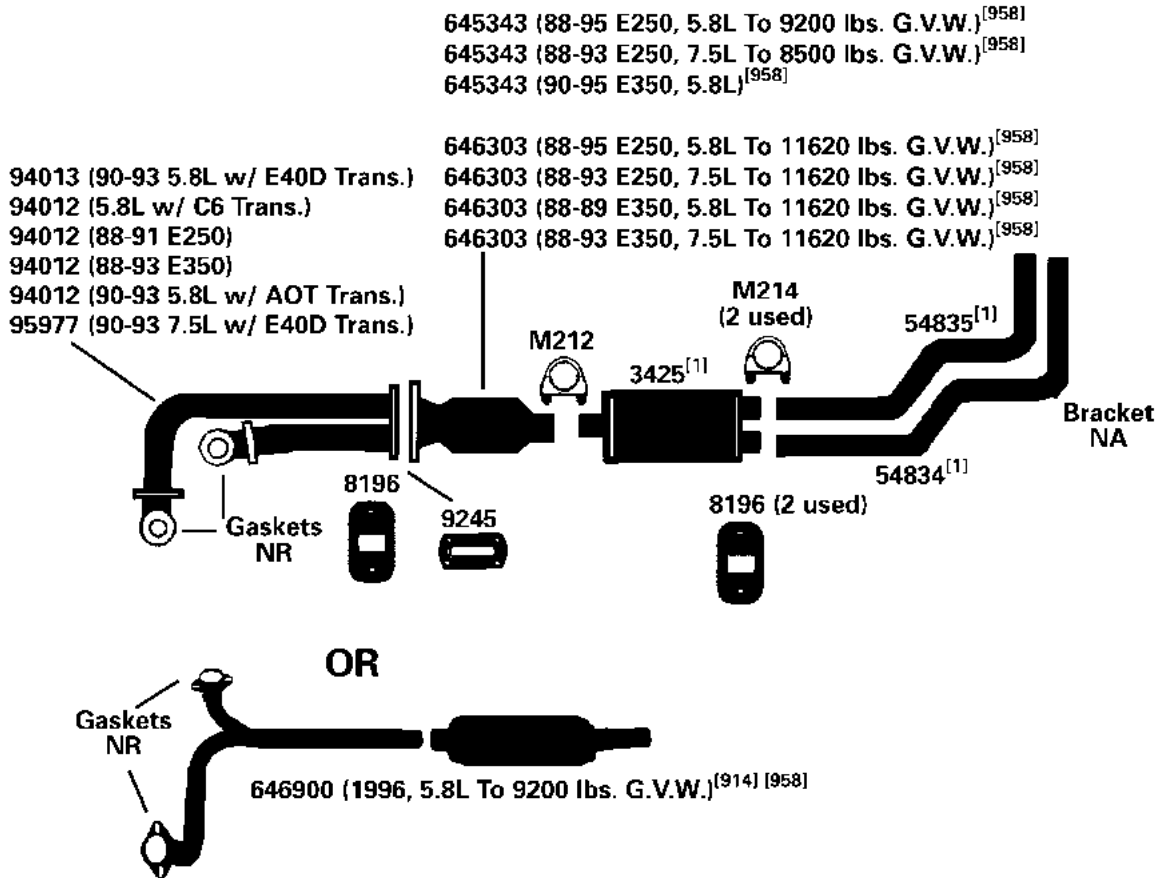 645343 (88-95 E250, 5.8L To 9200 lbs. G.V.W.)[958]
645343 (88-93 E250, 7.5L To 8500 lbs. G.V.W.)[958]
645343 (90-95 E350, 5.8L)[958]
646303 (88-95 E250, 5.8L To 11620 lbs. G.V.W.)[958]
646303 (88-93 E250, 7.5L To 11620 lbs. G.V.W.)[958]
646303 (88-89 E350, 5.8L To 11620 lbs. G.V.W.)[958]
646303 (88-93 E350, 7.5L To 11620 lbs. G.V.W.)[958]
94013 (90-93 5.8L w/ E40D Trans.)
94012 (5.8L w/ C6 Trans.)
94012 (88-91 E250)
94012 (88-93 E350)
94012 (90-93 5.8L w/ AOT Trans.)
95977 (90-93 7.5L w/ E40D Trans.)
M212
M214
(2 used)
3425[1]
54835[1]
Bracket
NA
54834[1]
8196
9245
8196 (2 used)
Gaskets
NR
OR
Gaskets
NR
646900 (1996, 5.8L To 9200 lbs. G.V.W.)[914] [958]